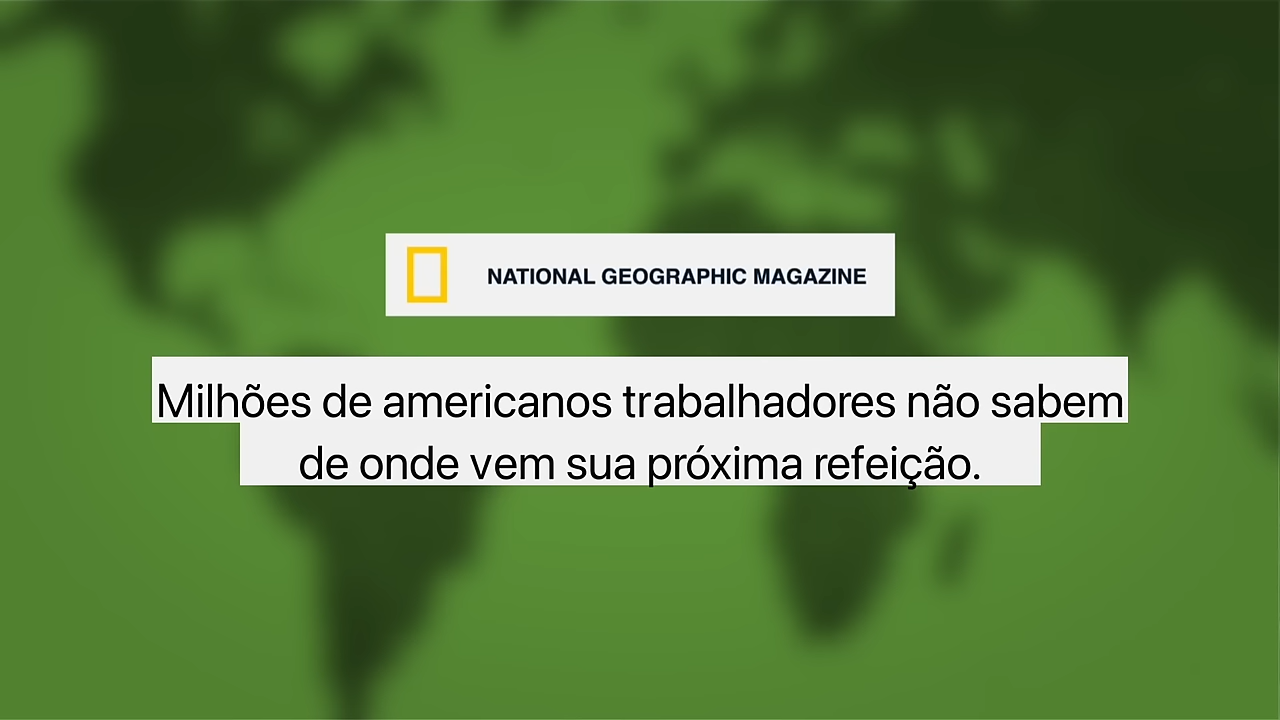 NATIONAL GEOGRAPHIC MAGAZINE
Milhões de americanos trabalhadores não sabem
de onde vem sua próxima refeição.